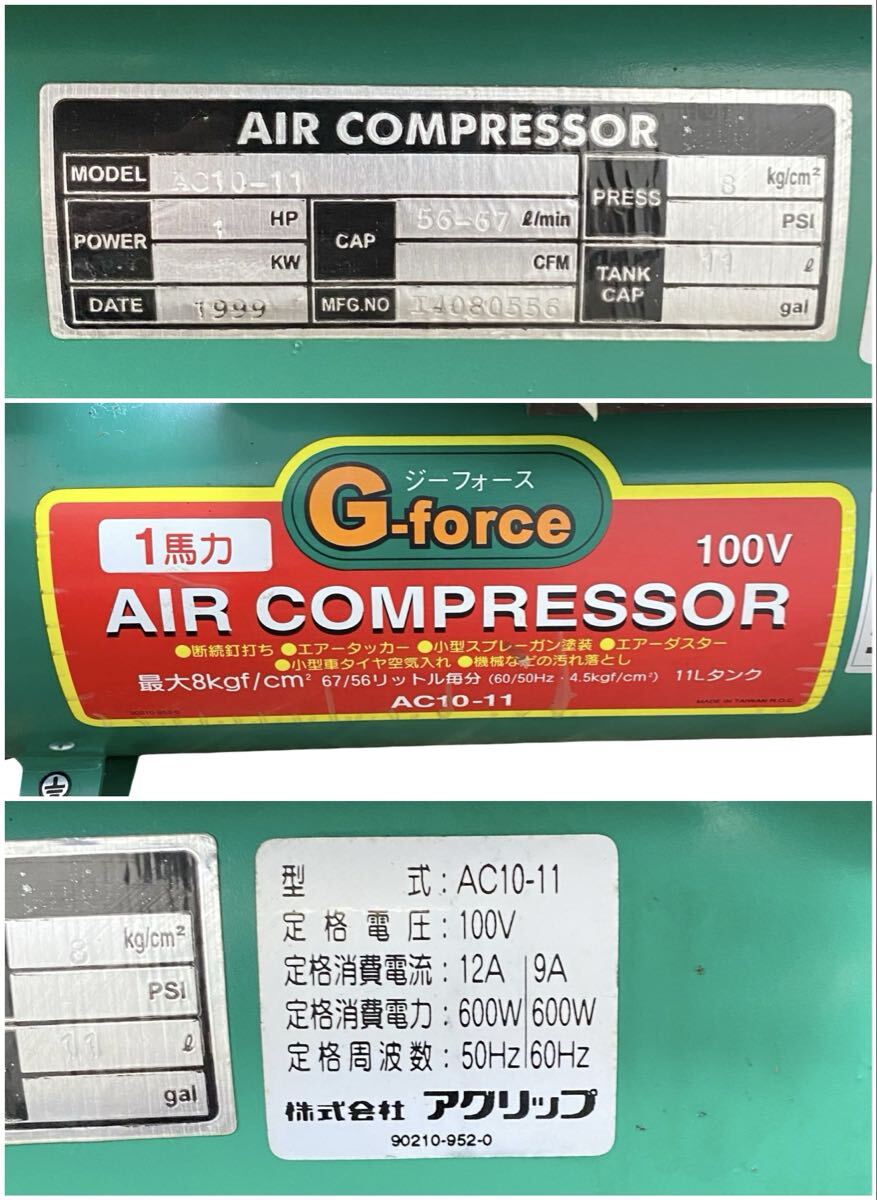 AIR COMPRESSOR
MODEL AC10-11
POWER 1 HP
KW
CAP 56-67 ℓ/min
CFM
PRESS 8 kg/cm²
PSI
TANK CAP 11 ℓ
gal
DATE 1999 MFG.NO I4080556
ジーフォース
G-force
1馬力
100V
AIR COMPRESSOR
●断続釘打ち ●エアータッカー ●小型スプレーガン塗装 ●エアーダスター
●小型車タイヤ空気入れ ●機械などの汚れ落とし
最大8kgf/cm² 67/56リットル毎分 (60/50Hz・4.5kgf/cm²) 11Lタンク
AC10-11
90210-952-0
MADE IN TAIWAN R.O.C.
8 kg/cm²
PSI
11 ℓ
gal
型式:AC10-11
定格電圧:100V
定格消費電流:12A|9A
定格消費電力:600W|600W
定格周波数:50Hz|60Hz
株式会社 アグリップ
90210-952-0